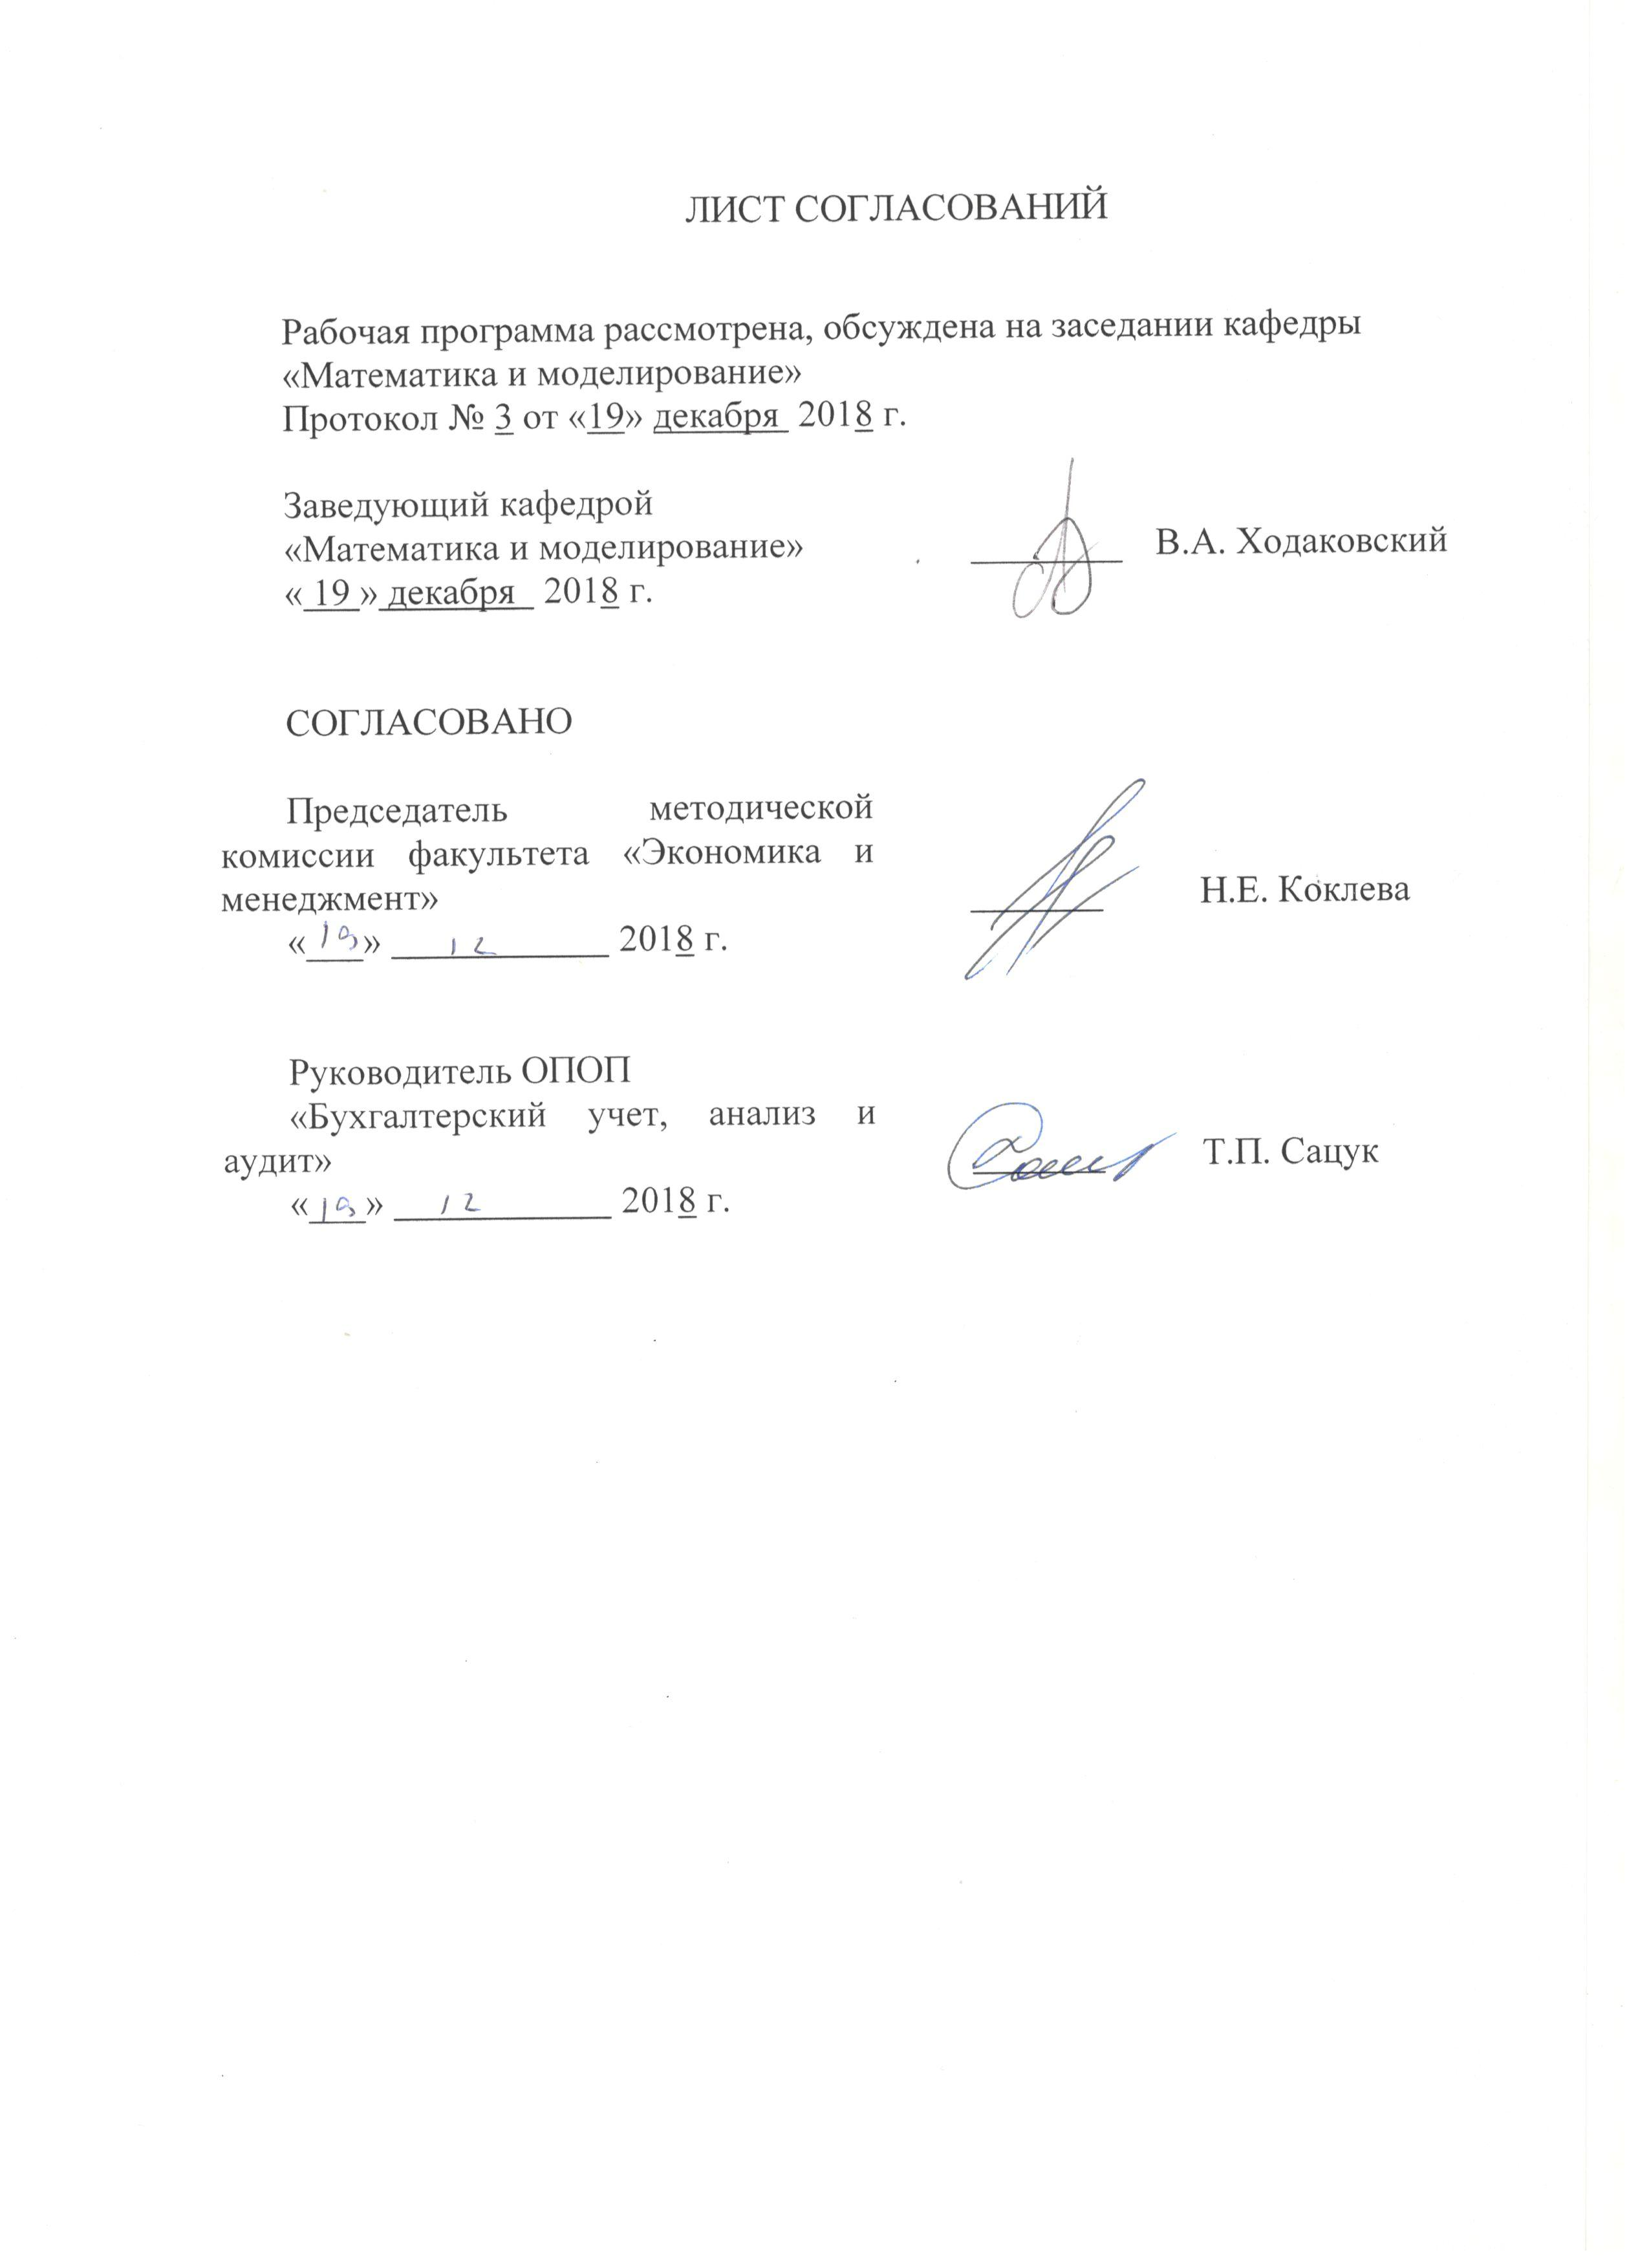 ЛИСТ СОГЛАСОВАНИЙ
Рабочая программа рассмотрена, обсуждена на заседании кафедры
«Математика и моделирование»
Протокол № 3 от «19» декабря 2018 г.
Заведующий кафедрой
«Математика и моделирование»
В.А. Ходаковский
« 19 » декабря 2018 г.
СОГЛАСОВАНО
Председатель методической
комиссии факультета «Экономика и
менеджмент»
Н.Е. Коклева
«19» 12 2018 г.
Руководитель ОПОП
«Бухгалтерский учет, анализ и
аудит»
Т.П. Сацук
«19» 12 2018 г.